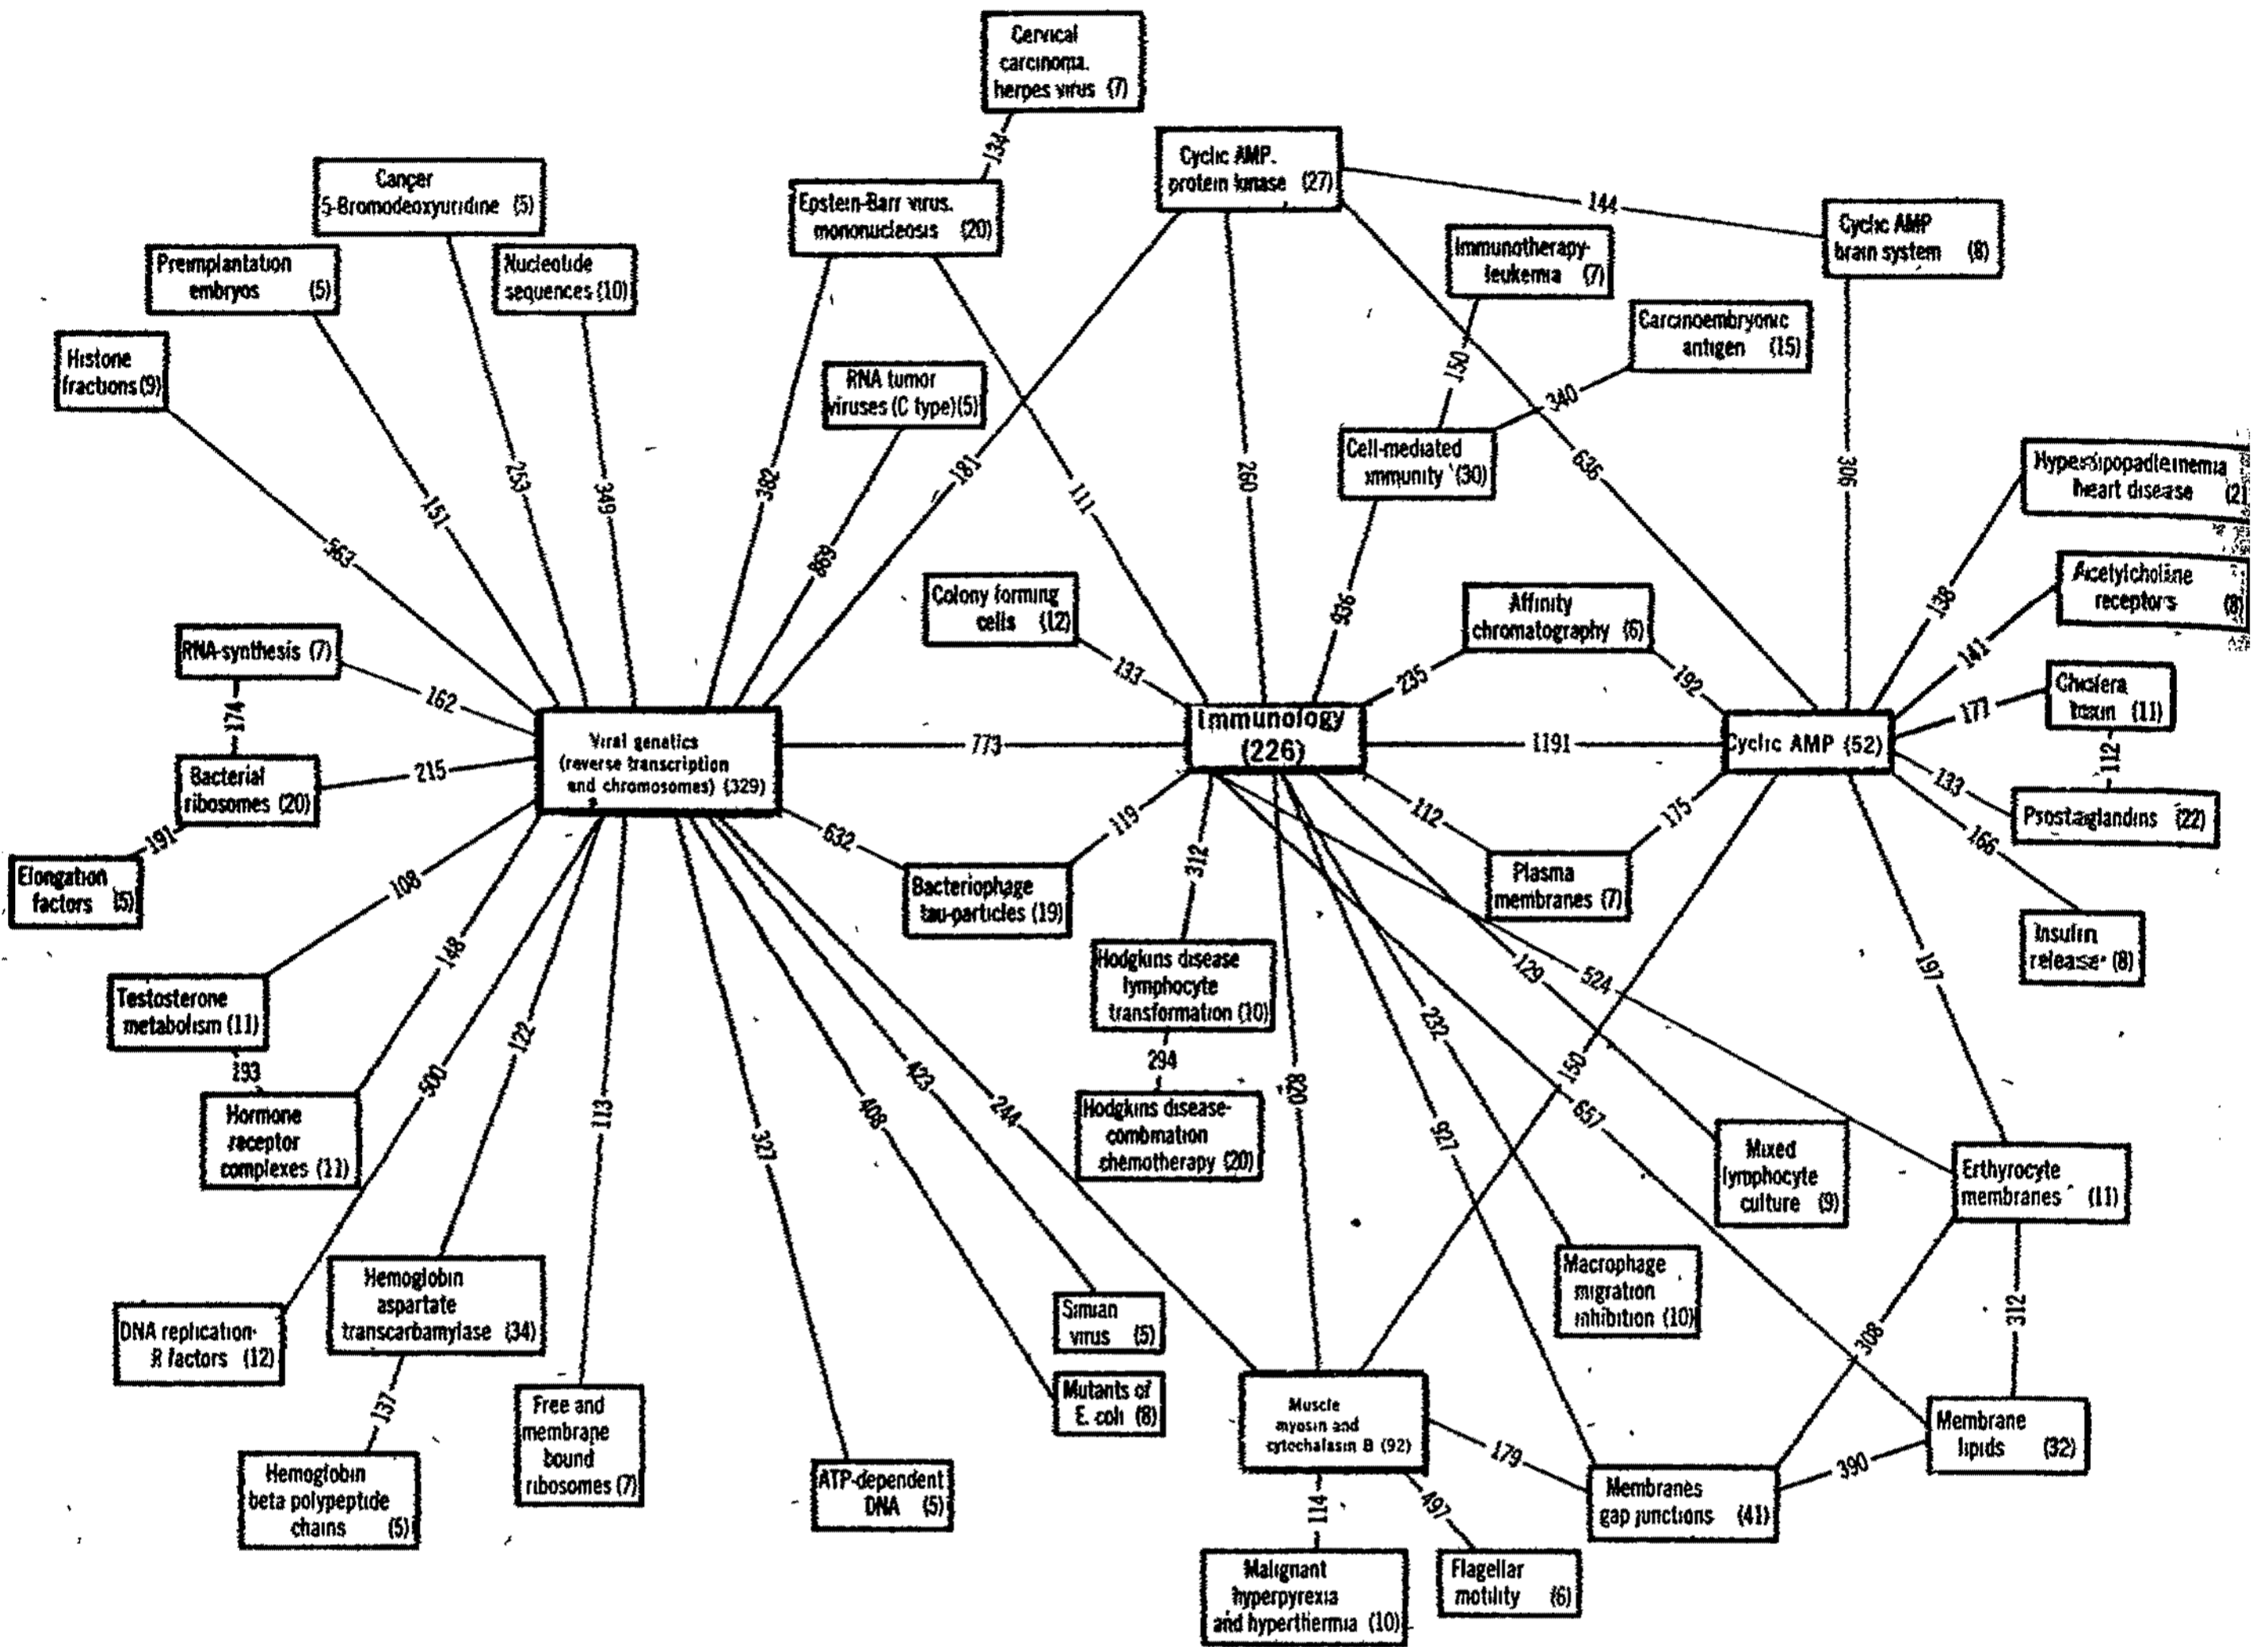 Cervical
carcinoma.
herpes virus (7)
134
Cyclic AMP.
protein kinase (27)
144
Cancer
5-Bromodeoxyuridine (5)
Epstein-Barr virus.
mononucleosis (20)
Cyclic AMP
brain system (8)
Immunotherapy-
leukemia (7)
Preimplantation
embryos (5)
Nucleotide
sequences (10)
Carcinoembryonic
antigen (15)
Histone
fractions (9)
RNA tumor
viruses (C type) (5)
150
340
Cell-mediated
immunity (30)
heart disease
563
151
253
349
382
869
181
111
260
636
306
936
138
Acetylcholine
receptors (8)
141
Colony forming
cells (12)
133
Affinity
chromatography (6)
235
192
RNA-synthesis (7)
162
174
Cholera
toxin (11)
177
112
Viral genetics
(reverse transcription
and chromosomes) (329)
773
Immunology
(226)
1191
Cyclic AMP (52)
133
Prostaglandins (22)
166
Bacterial
ribosomes (20)
215
191
Elongation
factors (5)
108
632
119
312
112
175
Bacteriophage
tau-particles (19)
Plasma
membranes (7)
Insulin
release (8)
Hodgkins disease
lymphocyte
transformation (10)
294
Hodgkins disease-
combination
chemotherapy (20)
Testosterone
metabolism (11)
193
Hormone
receptor
complexes (11)
148
500
122
113
327
408
423
244
820
927
232
129
524
657
150
197
Mixed
lymphocyte
culture (9)
Erthyrocyte
membranes (11)
308
312
Macrophage
migration
inhibition (10)
DNA replication-
R factors (12)
Hemoglobin
aspartate
transcarbamylase (34)
137
Hemoglobin
beta polypeptide
chains (5)
Free and
membrane
bound
ribosomes (7)
ATP-dependent
DNA (5)
Simian
virus (5)
Mutants of
E. coli (8)
Muscle
myosin and
cytochalasin B (92)
179
114
497
Membranes
gap junctions (41)
390
Membrane
lipids (32)
Malignant
hyperpyrexia
and hyperthermia (10)
Flagellar
motility (6)